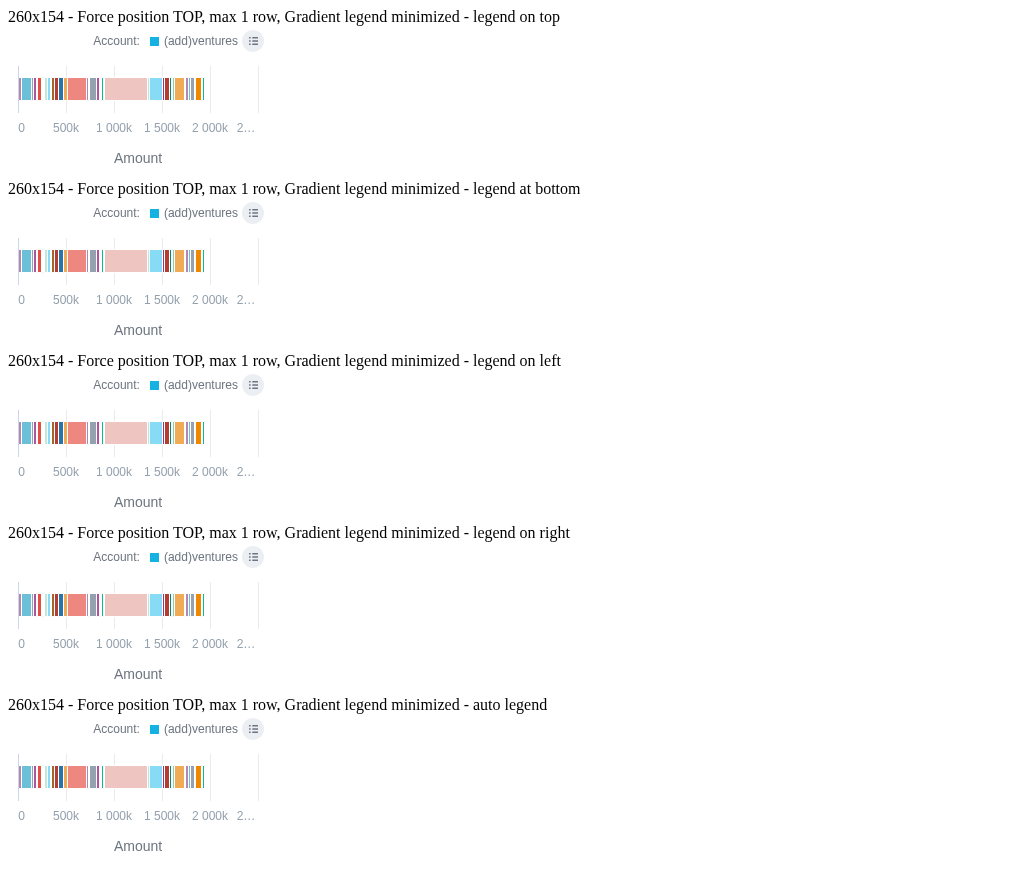 260x154 - Force position TOP, max 1 row, Gradient legend minimized - legend on top
Account: (add)ventures
0 500k 1 000k 1 500k 2 000k 2…
Amount
260x154 - Force position TOP, max 1 row, Gradient legend minimized - legend at bottom
Account: (add)ventures
0 500k 1 000k 1 500k 2 000k 2…
Amount
260x154 - Force position TOP, max 1 row, Gradient legend minimized - legend on left
Account: (add)ventures
0 500k 1 000k 1 500k 2 000k 2…
Amount
260x154 - Force position TOP, max 1 row, Gradient legend minimized - legend on right
Account: (add)ventures
0 500k 1 000k 1 500k 2 000k 2…
Amount
260x154 - Force position TOP, max 1 row, Gradient legend minimized - auto legend
Account: (add)ventures
0 500k 1 000k 1 500k 2 000k 2…
Amount